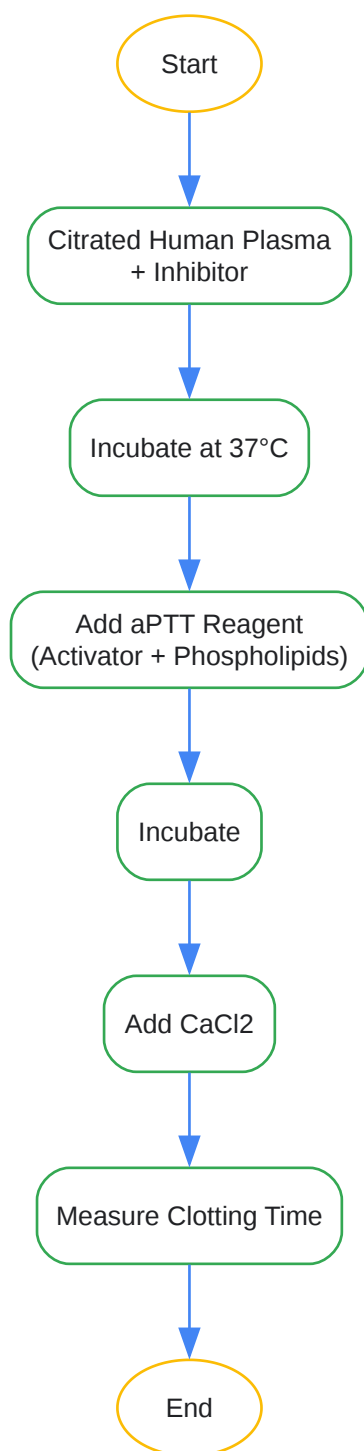 Start
Citrated Human Plasma
+ Inhibitor
Incubate at 37°C
Add aPTT Reagent
(Activator + Phospholipids)
Incubate
Add CaCl2
Measure Clotting Time
End